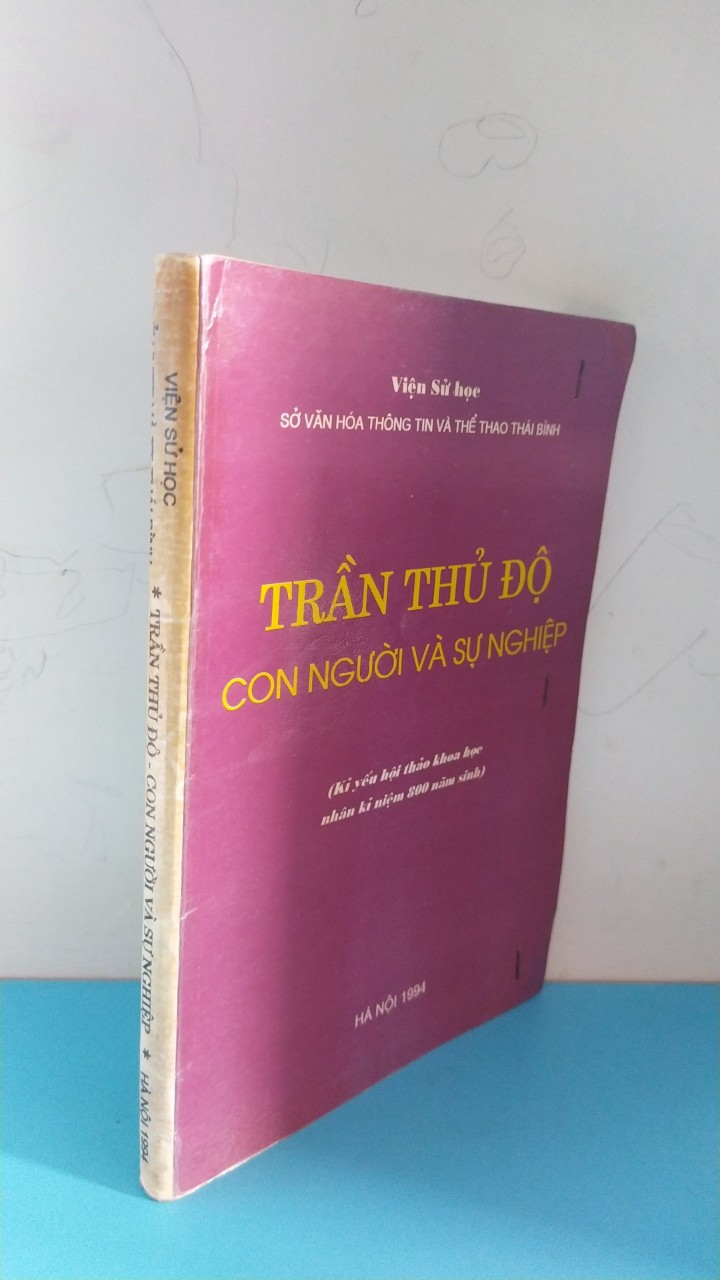 Viện Sử học
SỞ VĂN HÓA THÔNG TIN VÀ THỂ THAO THÁI BÌNH
TRẦN THỦ ĐỘ
CON NGƯỜI VÀ SỰ NGHIỆP
(Kỉ yếu hội thảo khoa học
nhân kỉ niệm 800 năm sinh)
HÀ NỘI 1994
VIỆN SỬ HỌC
* TRẦN THỦ ĐỘ - CON NGƯỜI VÀ SỰ NGHIỆP * HÀ NỘI 1994